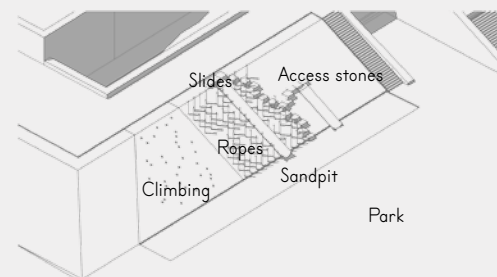 Slides
Access stones
Ropes
Climbing
Sandpit
Park